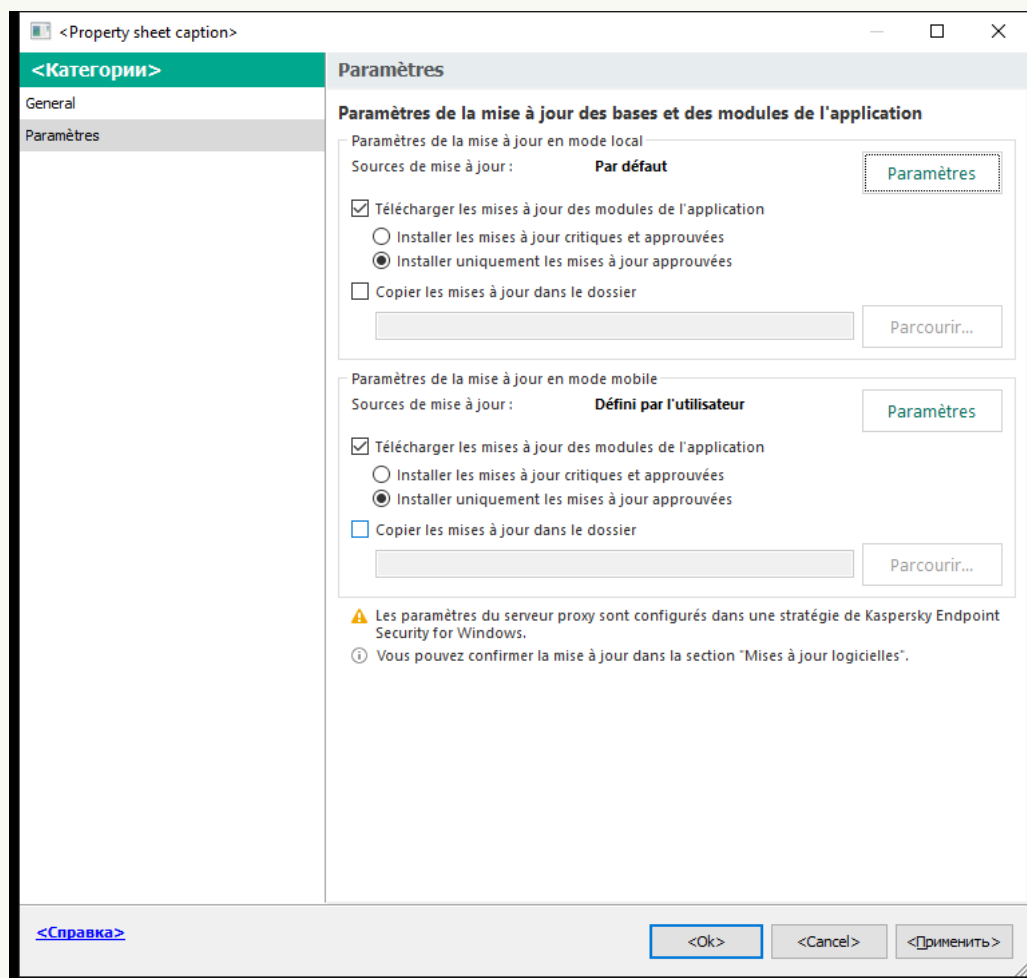 <Property sheet caption>
<Категории>
General
Paramètres
Paramètres
Paramètres de la mise à jour des bases et des modules de l'application
Paramètres de la mise à jour en mode local
Sources de mise à jour : Par défaut
Paramètres
Télécharger les mises à jour des modules de l'application
Installer les mises à jour critiques et approuvées
Installer uniquement les mises à jour approuvées
Copier les mises à jour dans le dossier
Parcourir...
Paramètres de la mise à jour en mode mobile
Sources de mise à jour : Défini par l'utilisateur
Paramètres
Télécharger les mises à jour des modules de l'application
Installer les mises à jour critiques et approuvées
Installer uniquement les mises à jour approuvées
Copier les mises à jour dans le dossier
Parcourir...
Les paramètres du serveur proxy sont configurés dans une stratégie de Kaspersky Endpoint
Security for Windows.
Vous pouvez confirmer la mise à jour dans la section "Mises à jour logicielles".
<Справка>
<Ok> <Cancel> <Применить>